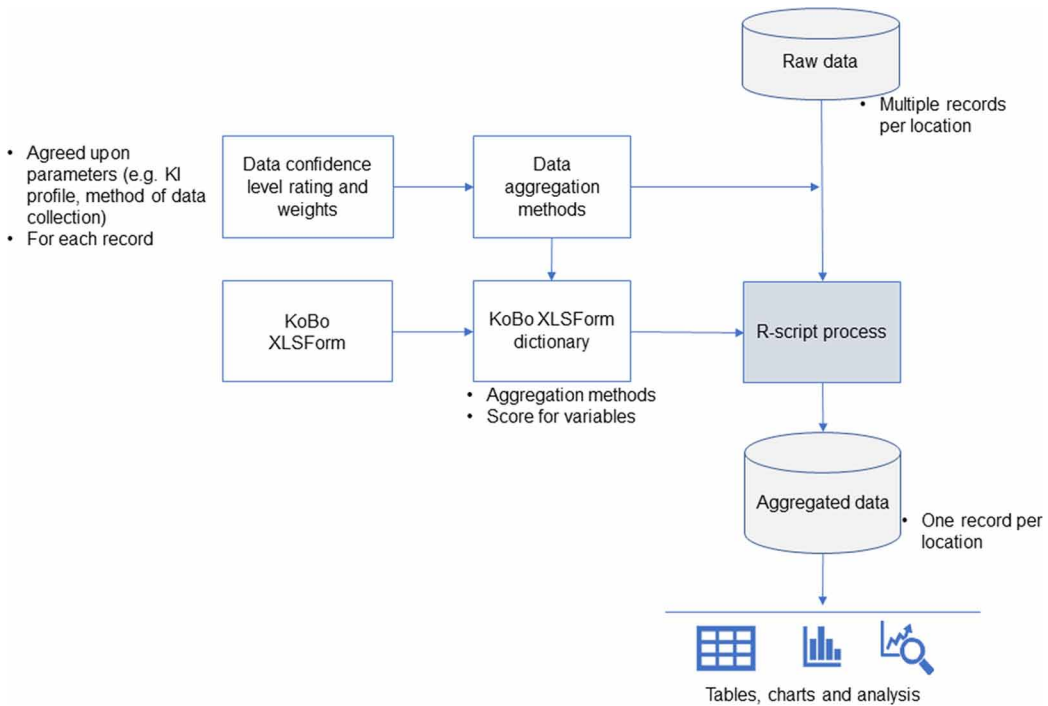 Raw data
• Multiple records
per location
• Agreed upon
parameters (e.g. KI
profile, method of data
collection)
• For each record
Data confidence
level rating and
weights
Data
aggregation
methods
KoBo
XLSForm
KoBo XLSForm
dictionary
• Aggregation methods
• Score for variables
R-script process
Aggregated data
• One record per
location
Tables, charts and analysis